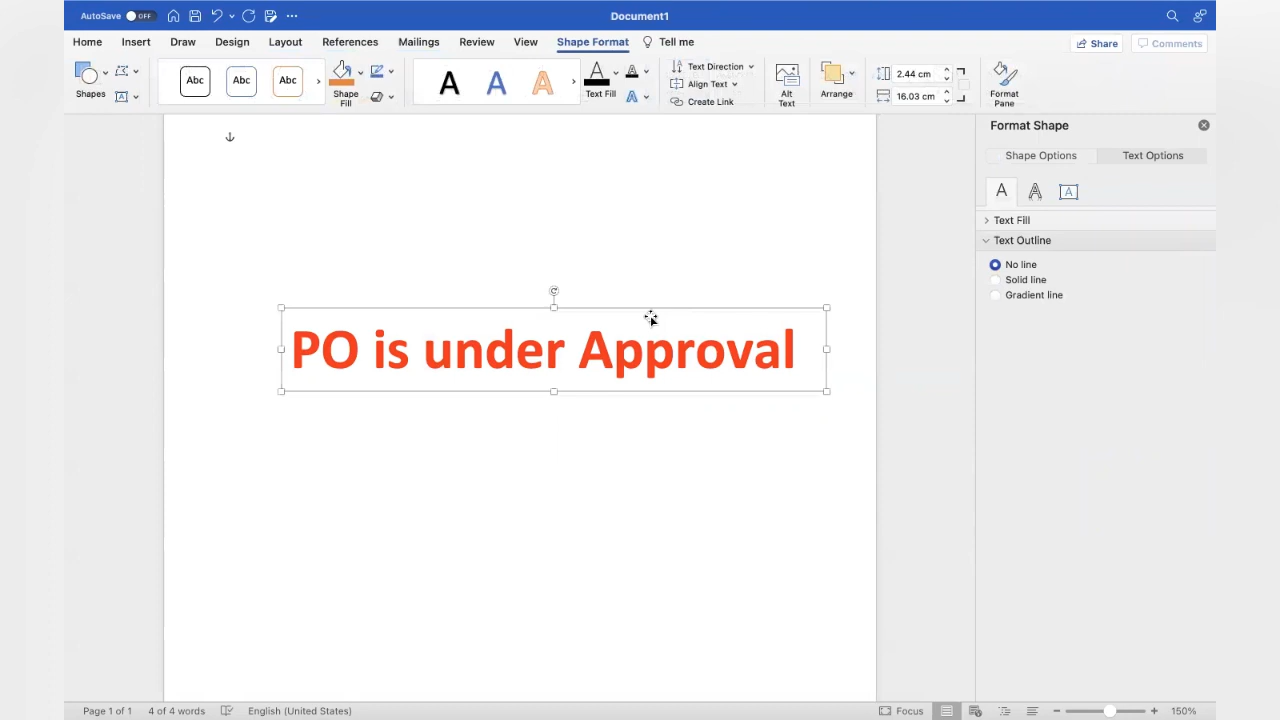 AutoSave OFF
Document1
Home Insert Draw Design Layout References Mailings Review View Shape Format Tell me
Share Comments
Shapes
Abc Abc Abc
Shape Fill
A A A
Text Fill
Text Direction
Align Text
Create Link
Alt Text
Arrange
2.44 cm
16.03 cm
Format Pane
Format Shape
Shape Options Text Options
Text Fill
Text Outline
No line
Solid line
Gradient line
PO is under Approval
Page 1 of 1 4 of 4 words English (United States) Focus 150%